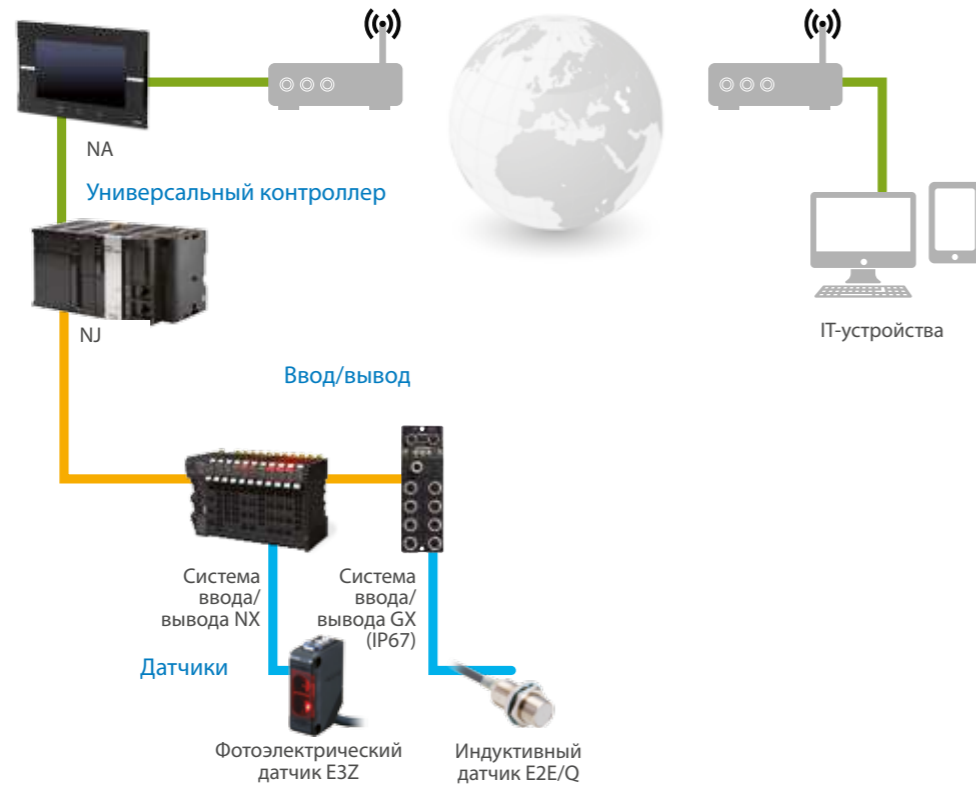 NA
Универсальный контроллер
NJ
IT-устройства
Ввод/вывод
Система
ввода/
вывода NX
Система
ввода/
вывода GX
(IP67)
Датчики
Фотоэлектрический
датчик E3Z
Индуктивный
датчик E2E/Q